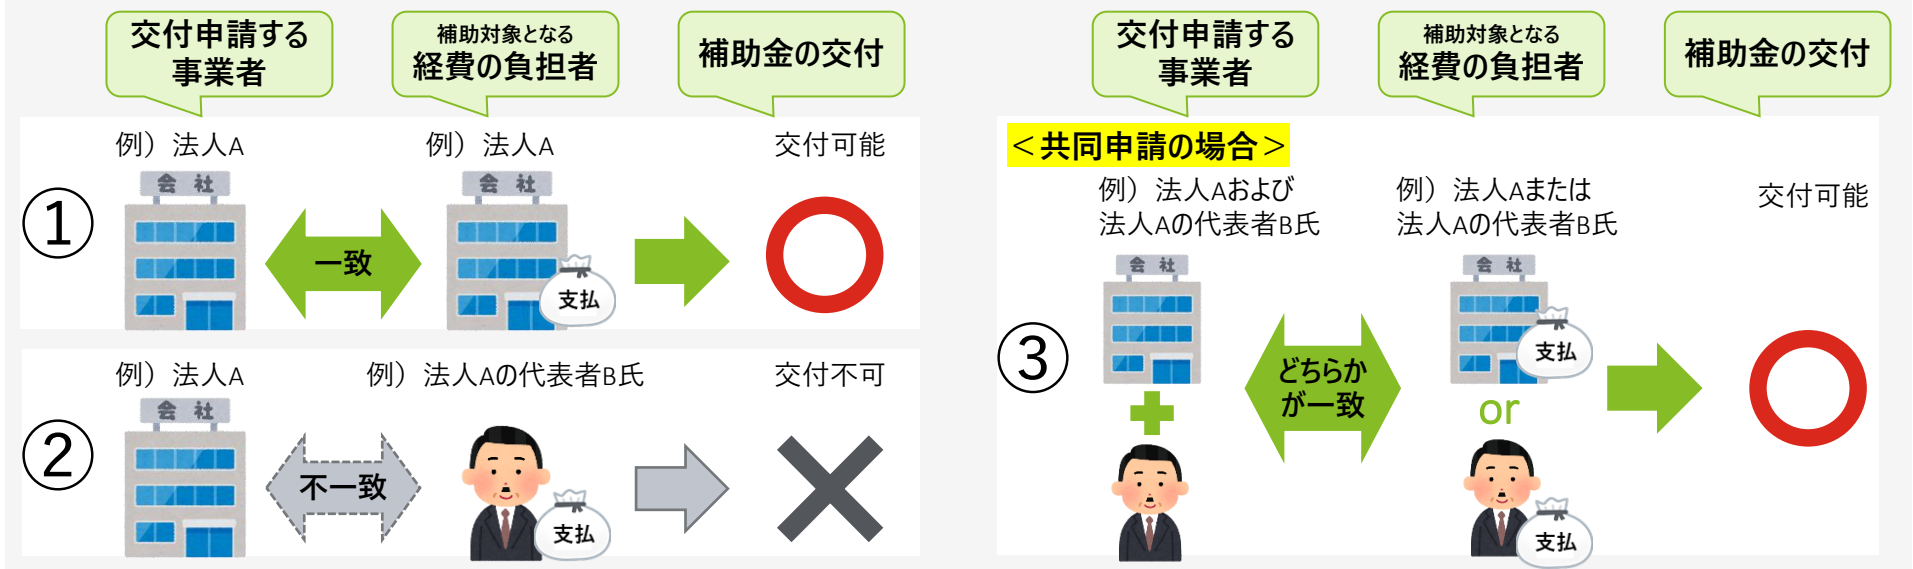 交付申請する
事業者
補助対象となる
経費の負担者
補助金の交付
例）法人A
例）法人A
交付可能
①
会 社
会 社
一致
支払
例）法人A
例）法人Aの代表者B氏
交付不可
②
会 社
不一致
支払
交付申請する
事業者
補助対象となる
経費の負担者
補助金の交付
＜共同申請の場合＞
例）法人Aおよび
法人Aの代表者B氏
例）法人Aまたは
法人Aの代表者B氏
交付可能
③
会 社
会 社
どちらか
が一致
支払
or
支払